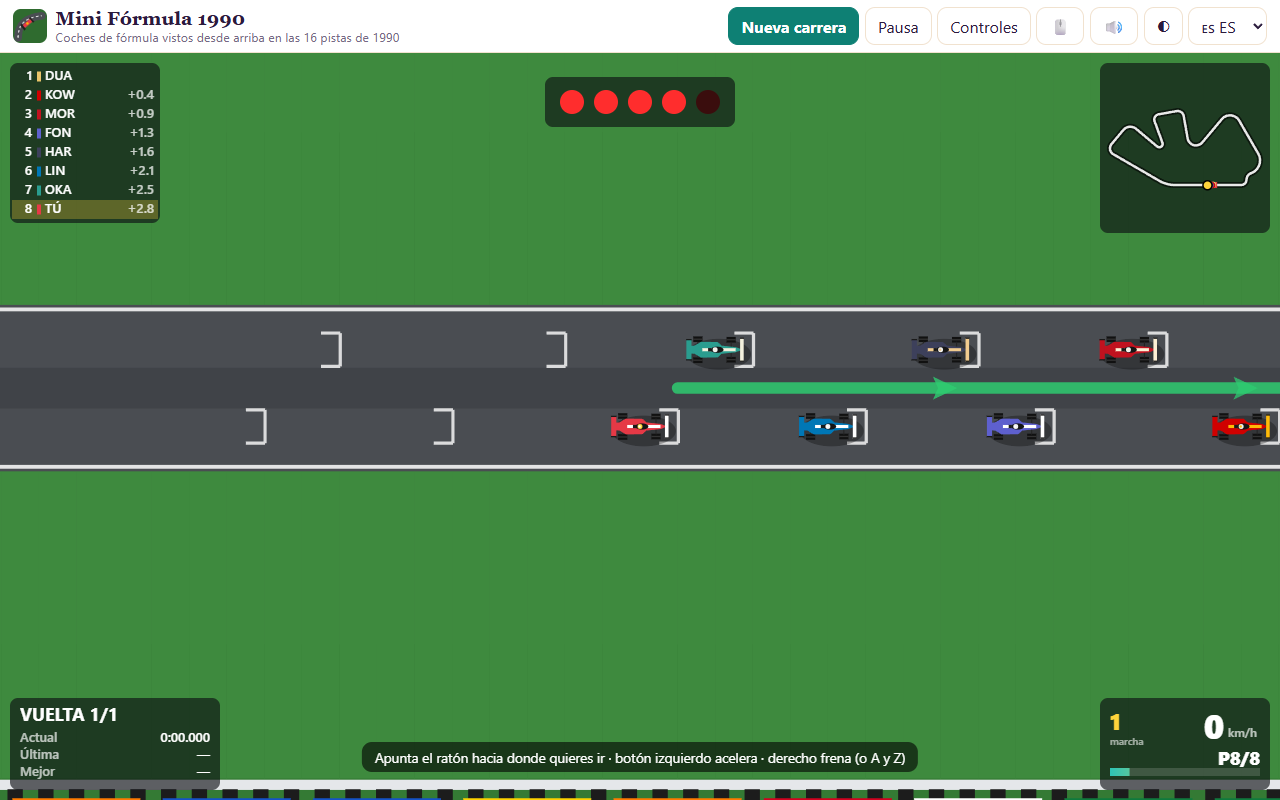 Mini Fórmula 1990
Coches de fórmula vistos desde arriba en las 16 pistas de 1990
Nueva carrera
Pausa
Controles
ES ES
1 DUA
2 KOW +0.4
3 MOR +0.9
4 FON +1.3
5 HAR +1.6
6 LIN +2.1
7 OKA +2.5
8 TÚ +2.8
VUELTA 1/1
Actual 0:00.000
Última —
Mejor —
Apunta el ratón hacia donde quieres ir · botón izquierdo acelera · derecho frena (o A y Z)
1 0 km/h
marcha
P8/8